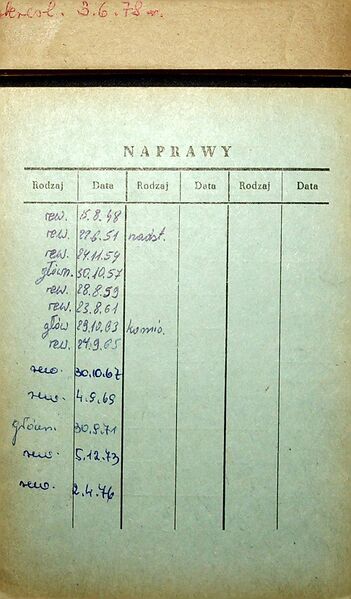 3.6.78 r.
NAPRAWY
Rodzaj Data Rodzaj Data Rodzaj Data
rew. 15.8.48
rew. 22.6.51 nadst.
rew. 24.11.54
główn. 30.10.57
rew. 28.8.59
rew. 23.8.61
głów 29.10.63
rew. 24.9.65
rew. 30.10.67
rew. 4.9.69
główn. 30.9.71
rew. 5.12.73
rew. 2.4.76